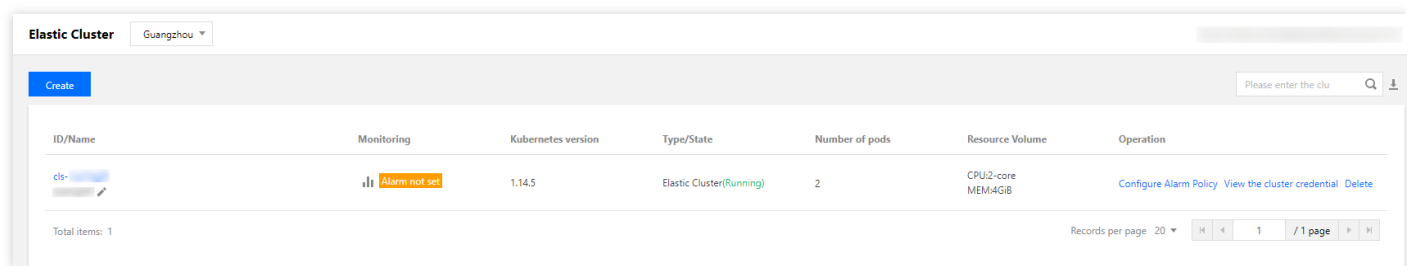 Elastic Cluster Guangzhou
Create Please enter the clu
ID/Name Monitoring Kubernetes version Type/State Number of pods Resource Volume Operation
cls- Alarm not set 1.14.5 Elastic Cluster(Running) 2 CPU:2-core MEM:4GiB Configure Alarm Policy View the cluster credential Delete
Total items: 1 Records per page 20 1 / 1 page